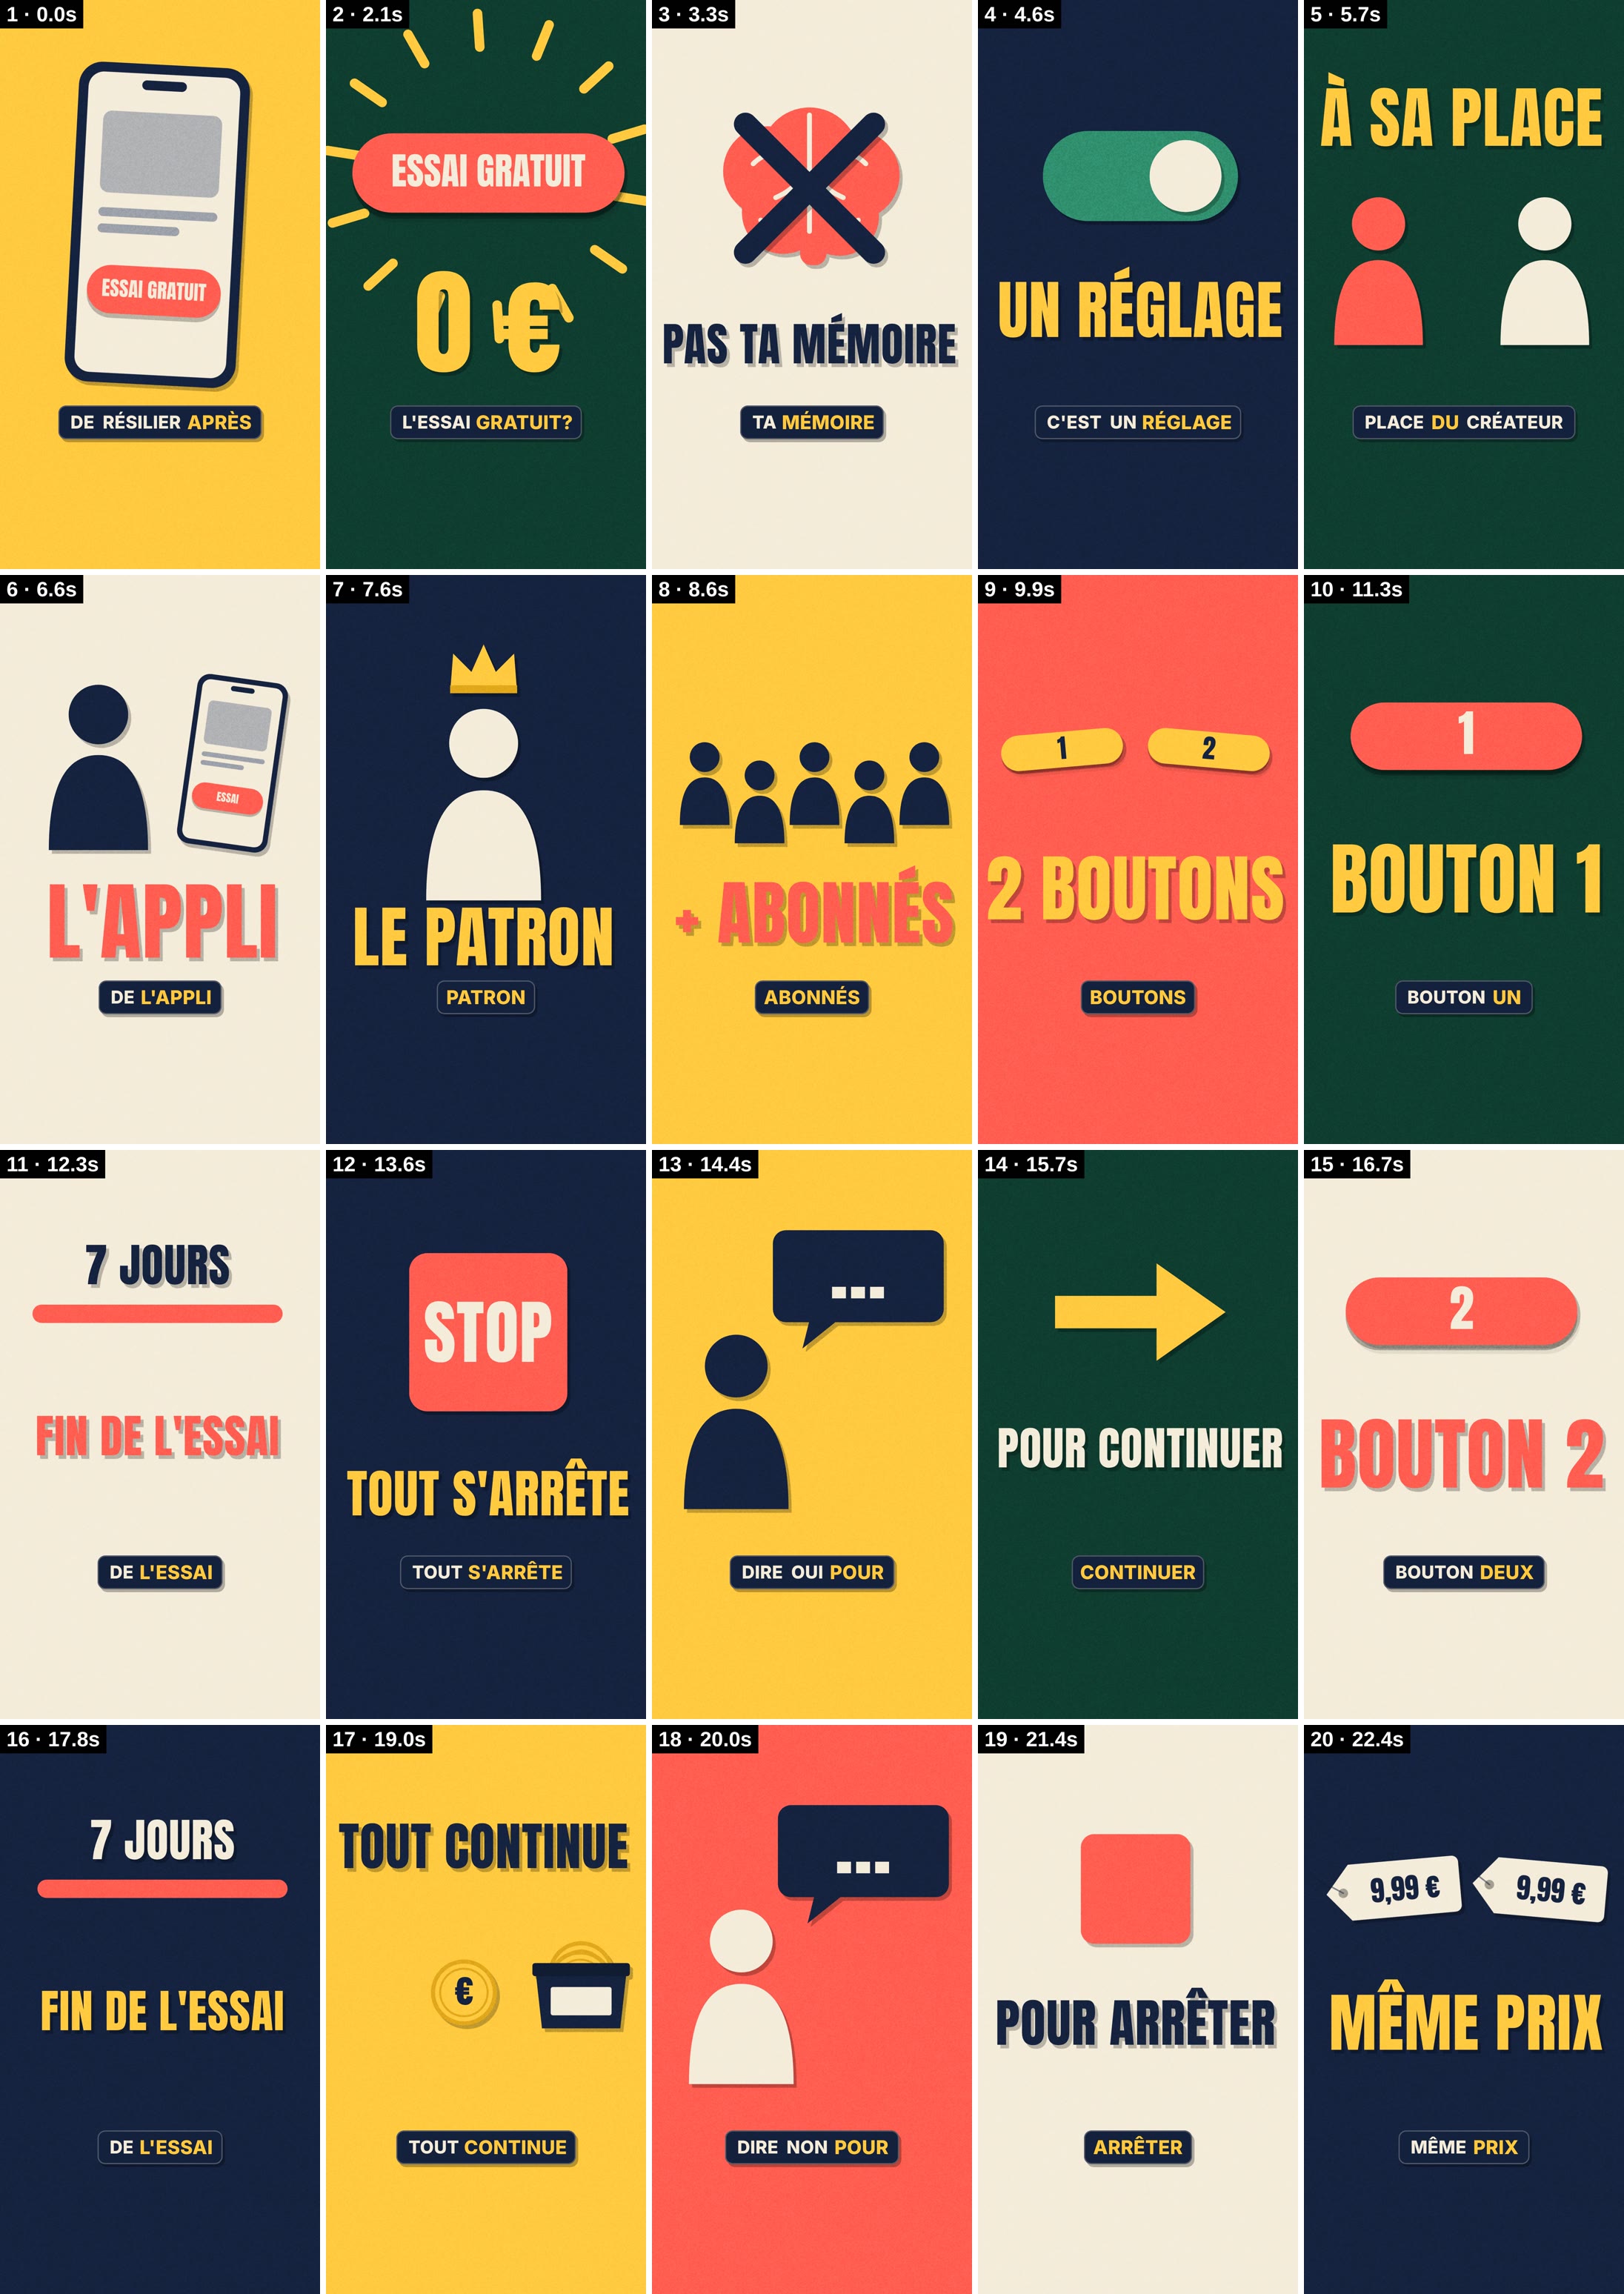 1 · 0.0s
ESSAI GRATUIT
DE RÉSILIER APRÈS
2 · 2.1s
ESSAI GRATUIT
0 €
L'ESSAI GRATUIT?
3 · 3.3s
PAS TA MÉMOIRE
TA MÉMOIRE
4 · 4.6s
UN RÉGLAGE
C'EST UN RÉGLAGE
5 · 5.7s
À SA PLACE
PLACE DU CRÉATEUR
6 · 6.6s
ESSAI
L'APPLI
DE L'APPLI
7 · 7.6s
LE PATRON
PATRON
8 · 8.6s
+ ABONNÉS
ABONNÉS
9 · 9.9s
1
2
2 BOUTONS
BOUTONS
10 · 11.3s
1
BOUTON 1
BOUTON UN
11 · 12.3s
7 JOURS
FIN DE L'ESSAI
DE L'ESSAI
12 · 13.6s
STOP
TOUT S'ARRÊTE
TOUT S'ARRÊTE
13 · 14.4s
...
DIRE OUI POUR
14 · 15.7s
POUR CONTINUER
CONTINUER
15 · 16.7s
2
BOUTON 2
BOUTON DEUX
16 · 17.8s
7 JOURS
FIN DE L'ESSAI
DE L'ESSAI
17 · 19.0s
TOUT CONTINUE
€
TOUT CONTINUE
18 · 20.0s
...
DIRE NON POUR
19 · 21.4s
POUR ARRÊTER
ARRÊTER
20 · 22.4s
9,99 €
9,99 €
MÊME PRIX
MÊME PRIX